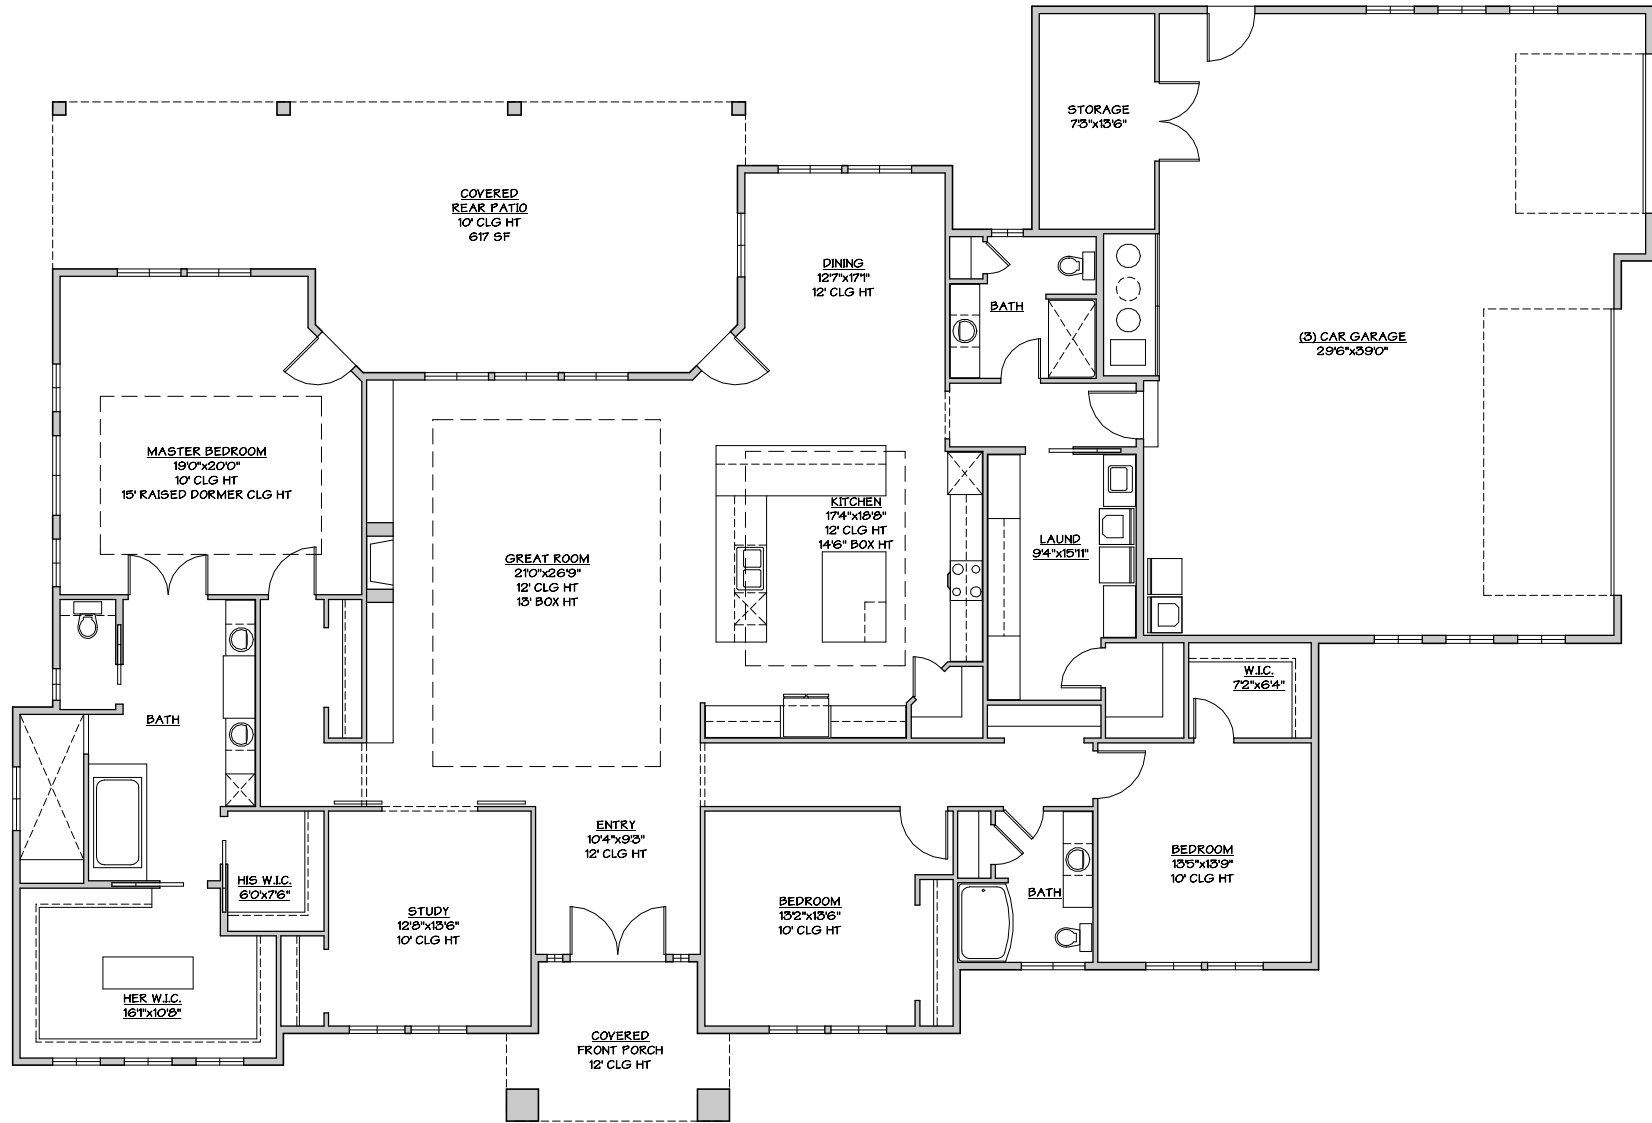 STORAGE
7'3"x13'6"
COVERED
REAR PATIO
10' CLG HT
617 SF
DINING
12'7"x17'1"
12' CLG HT
BATH
(3) CAR GARAGE
29'6"x39'0"
MASTER BEDROOM
19'0"x20'0"
10' CLG HT
15' RAISED DORMER CLG HT
KITCHEN
17'4"x18'8"
12' CLG HT
14'6" BOX HT
GREAT ROOM
21'0"x26'9"
12' CLG HT
13' BOX HT
LAUND
9'4"x15'11"
W.I.C.
7'2"x6'4"
BATH
ENTRY
10'4"x9'3"
12' CLG HT
BEDROOM
13'5"x13'9"
10' CLG HT
HIS W.I.C.
6'0"x7'6"
BATH
STUDY
12'8"x13'6"
10' CLG HT
BEDROOM
13'2"x13'6"
10' CLG HT
HER W.I.C.
16'1"x10'8"
COVERED
FRONT PORCH
12' CLG HT